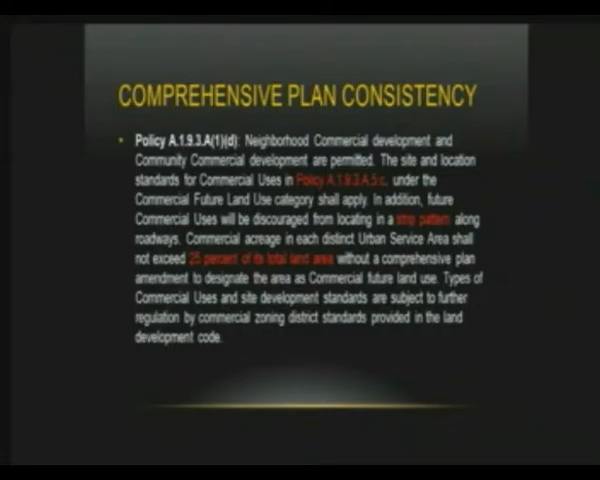 COMPREHENSIVE PLAN CONSISTENCY
• Policy A.1.9.3.A(1)(d): Neighborhood Commercial development and
Community Commercial development are permitted. The site and location
standards for Commercial Uses in Policy A.1.9.3.A.5.c. under the
Commercial Future Land Use category shall apply. In addition, future
Commercial Uses will be discouraged from locating in a strip pattern along
roadways. Commercial acreage in each distinct Urban Service Area shall
not exceed 25 percent of its total land area without a comprehensive plan
amendment to designate the area as Commercial future land use. Types of
Commercial Uses and site development standards are subject to further
regulation by commercial zoning district standards provided in the land
development code.